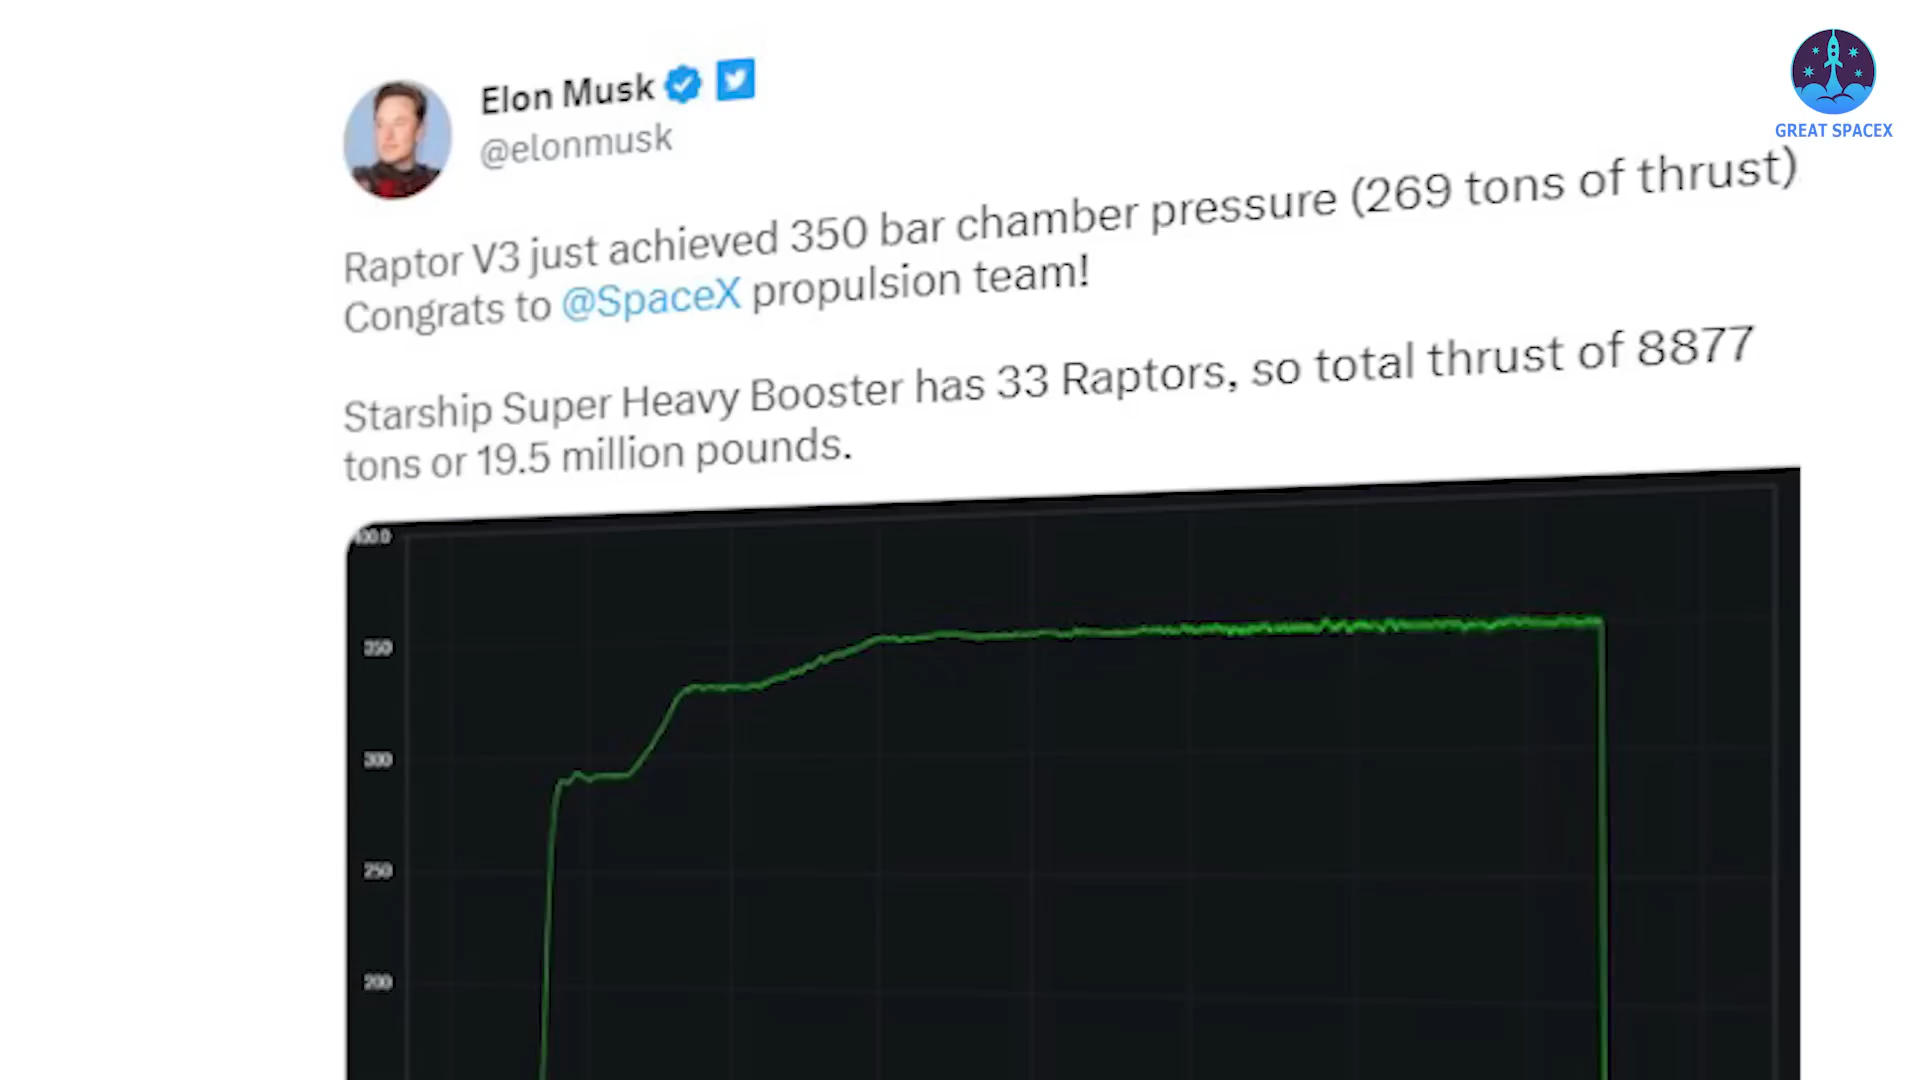 Elon Musk
@elonmusk
GREAT SPACEX
Raptor V3 just achieved 350 bar chamber pressure (269 tons of thrust)
Congrats to @SpaceX propulsion team!
Starship Super Heavy Booster has 33 Raptors, so total thrust of 8877
tons or 19.5 million pounds.
350
300
250
200